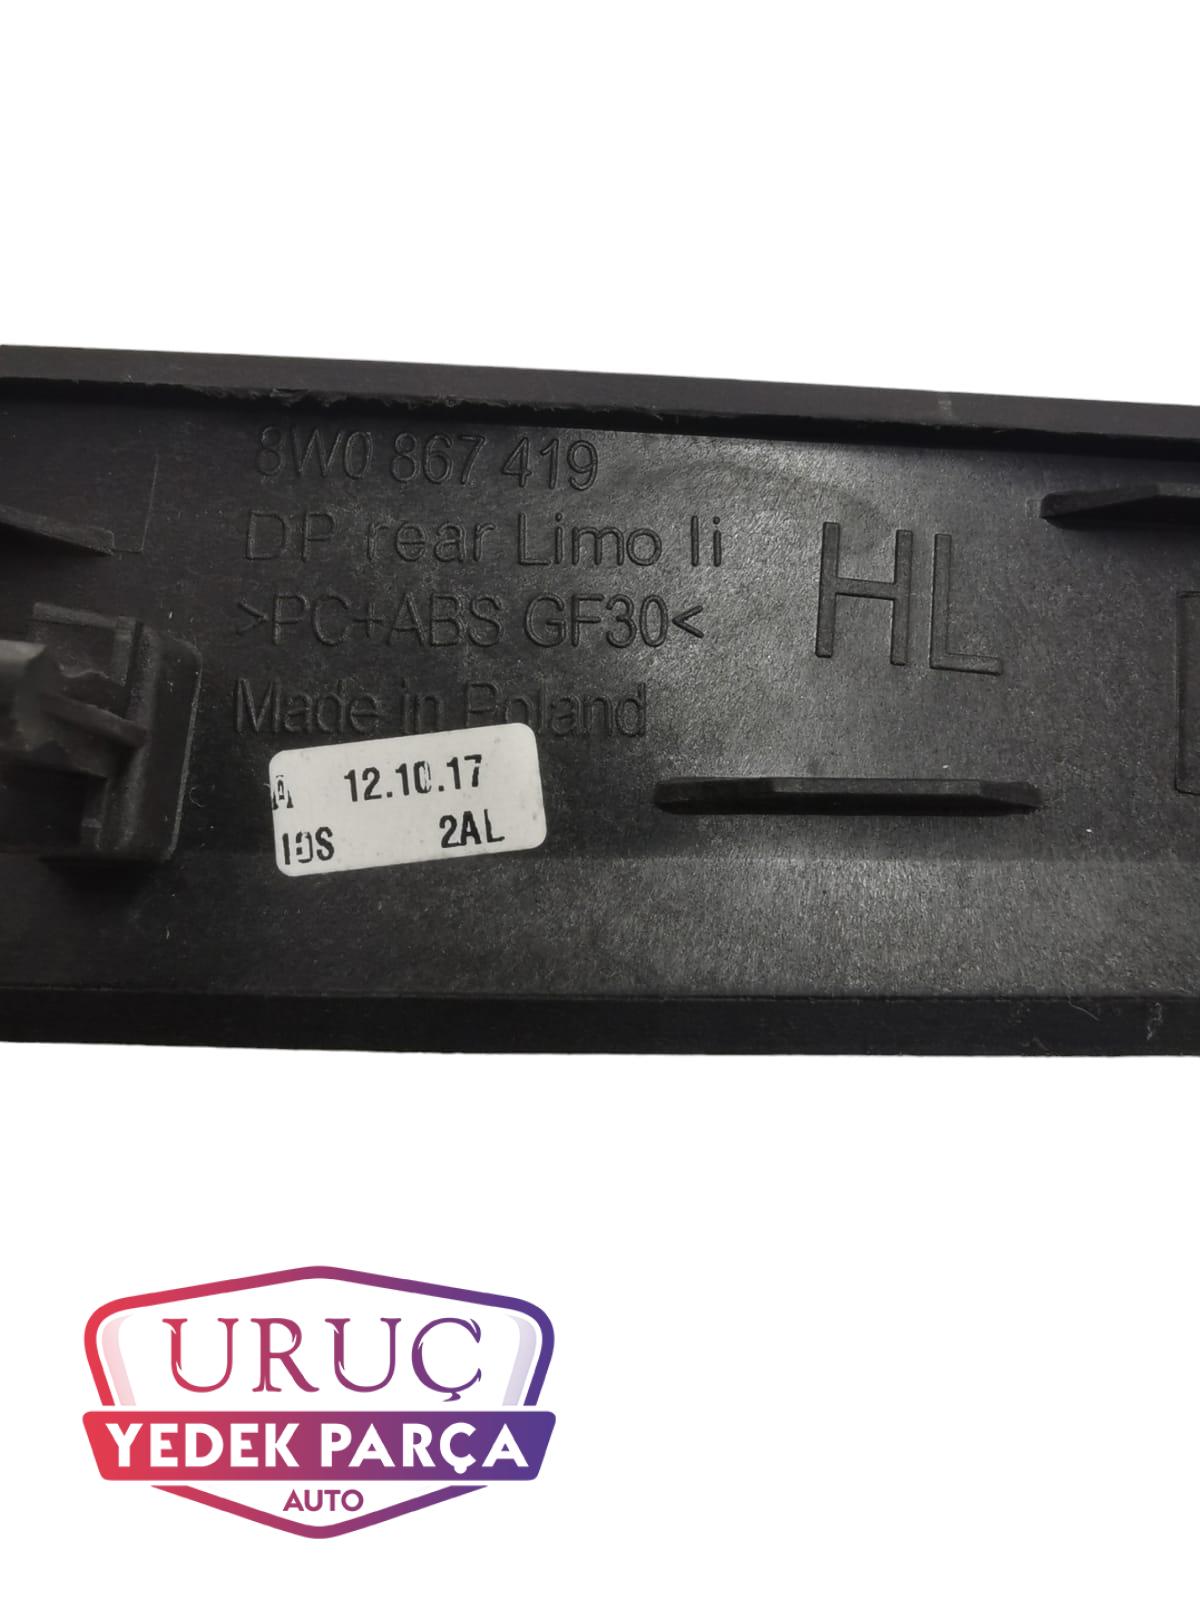 8W0 867 419
DP rear Limo li
>PC+ABS GF30<
Made in Poland
HL
12.10.17
2AL
URUÇ
YEDEK PARÇA
AUTO